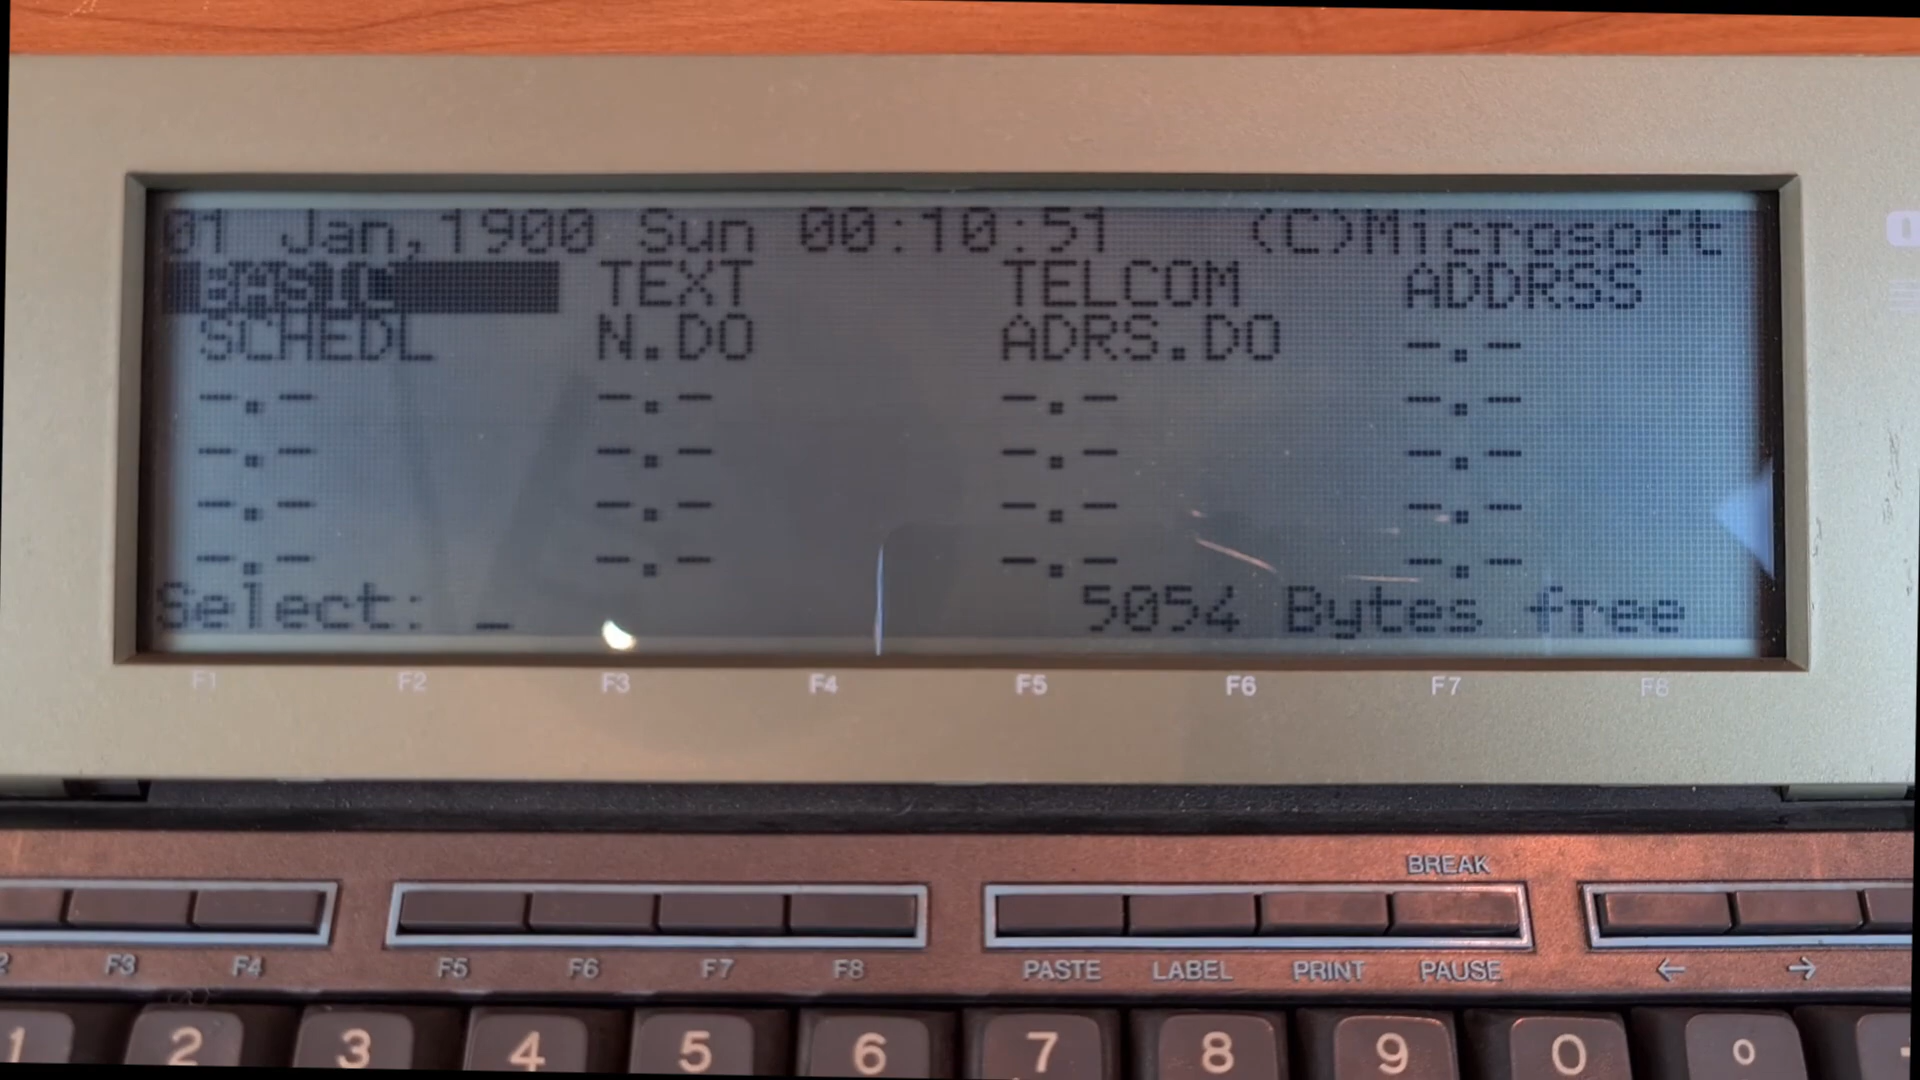 01 Jan,1900 Sun 00:10:51 (C)Microsoft
BASIC TEXT TELCOM ADDRSS
SCHEDL N.DO ADRS.DO -.-
-.- -.- -.- -.-
-.- -.- -.- -.-
-.- -.- -.- -.-
-.- -.- -.- -.-
Select: _ 5054 Bytes free
F1 F2 F3 F4 F5 F6 F7 F8
BREAK
2 F3 F4 F5 F6 F7 F8 PASTE LABEL PRINT PAUSE ← →
1 2 3 4 5 6 7 8 9 0 o